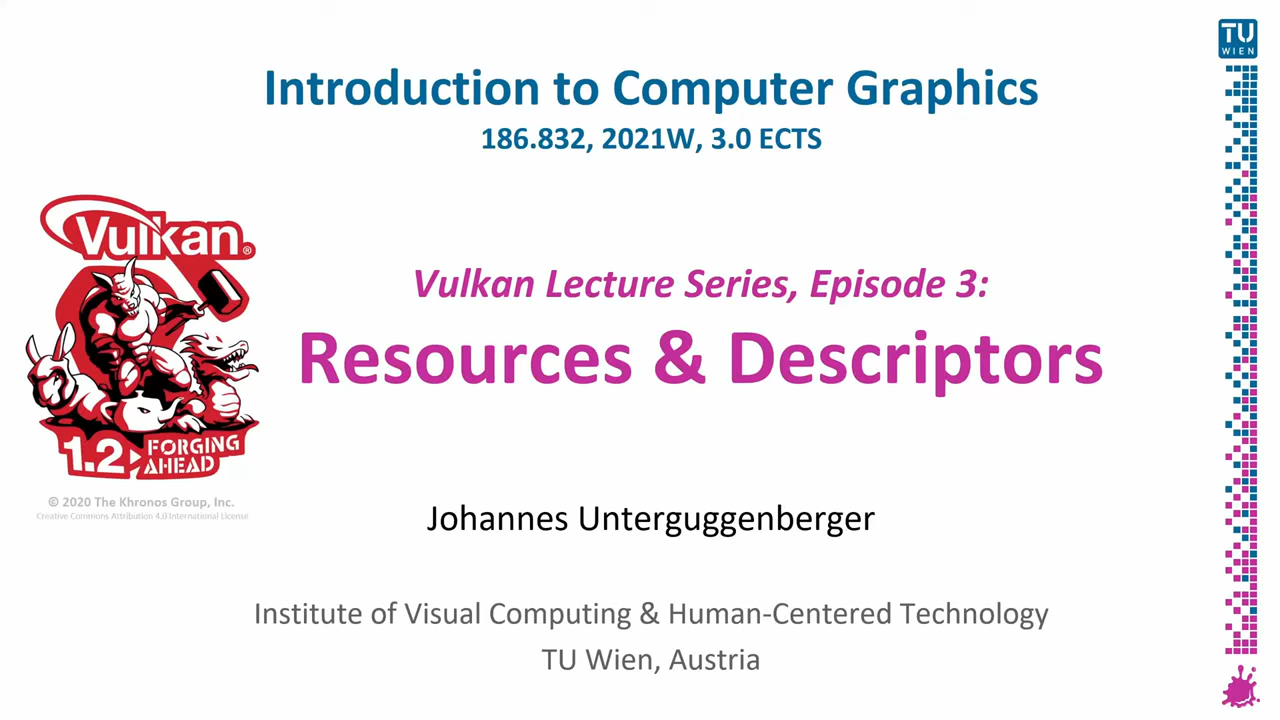 TU
WIEN
Introduction to Computer Graphics
186.832, 2021W, 3.0 ECTS
Vulkan®
1.2 FORGING
AHEAD
© 2020 The Khronos Group, Inc.
Creative Commons Attribution 4.0 International License
Vulkan Lecture Series, Episode 3:
Resources & Descriptors
Johannes Unterguggenberger
Institute of Visual Computing & Human-Centered Technology
TU Wien, Austria